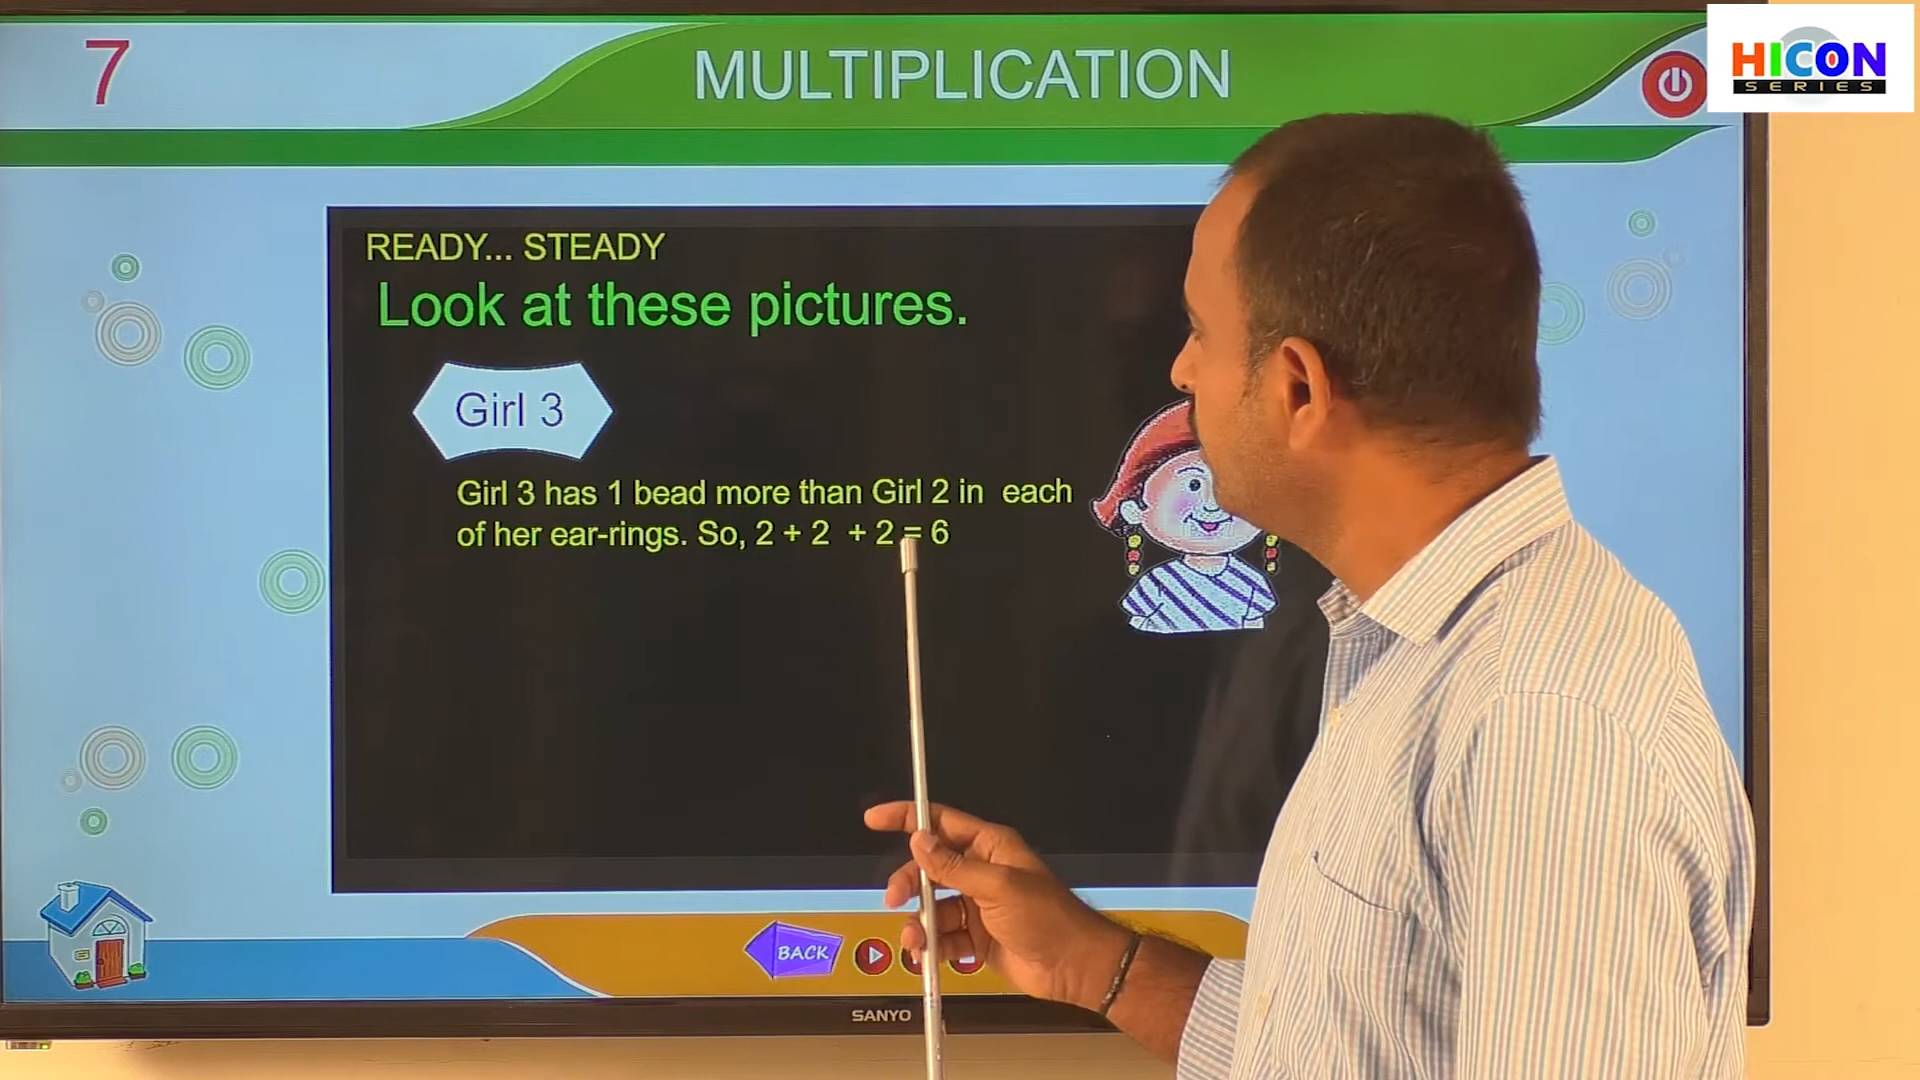 7
MULTIPLICATION
HICON
SERIES
READY... STEADY
Look at these pictures.
Girl 3
Girl 3 has 1 bead more than Girl 2 in each
of her ear-rings. So, 2 + 2 + 2 = 6
BACK
SANYO